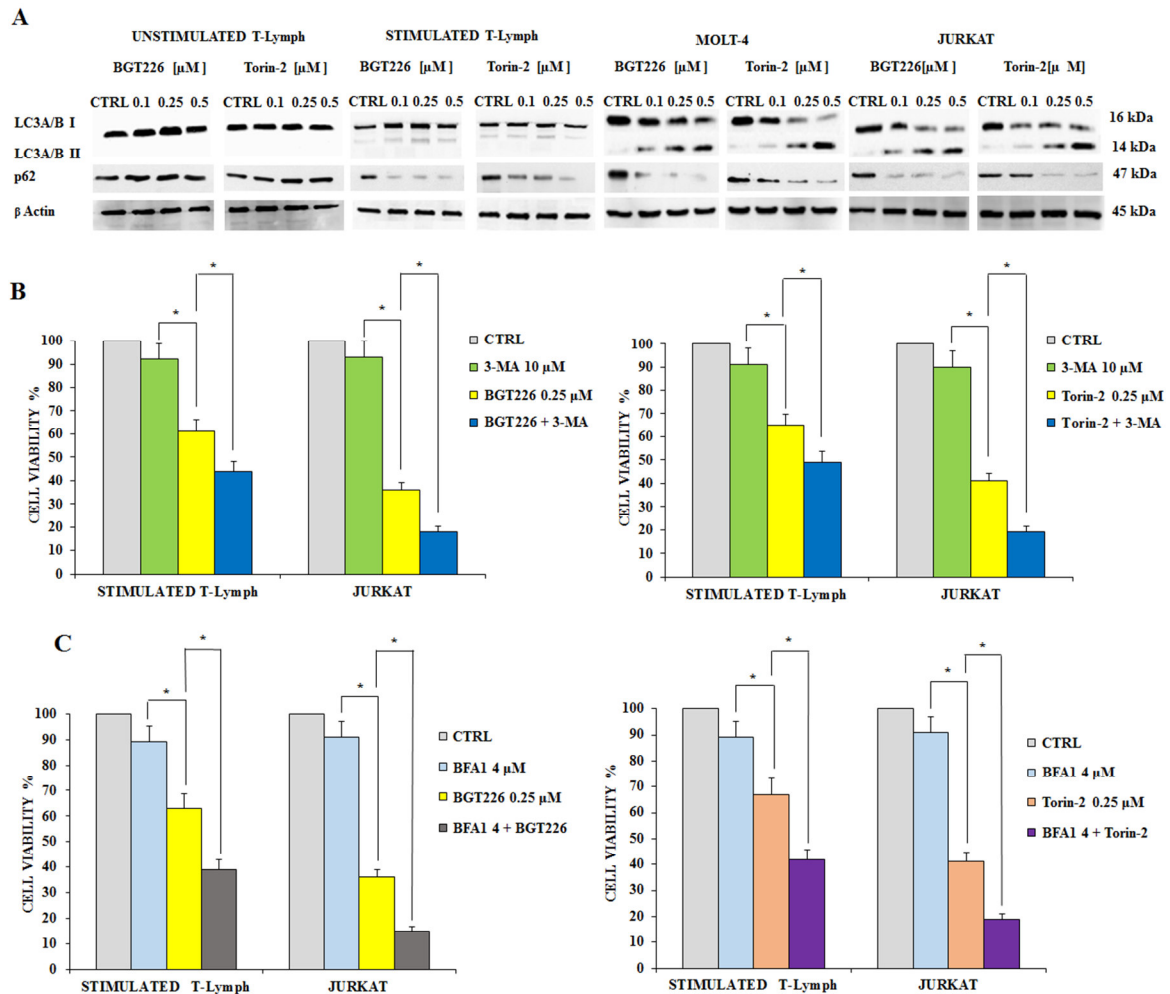 A
UNSTIMULATED T-Lymph STIMULATED T-Lymph MOLT-4 JURKAT
BGT226 [µM] Torin-2 [µM] BGT226 [µM] Torin-2 [µM] BGT226 [µM] Torin-2 [µM] BGT226[µM] Torin-2[µ M]
CTRL 0.1 0.25 0.5 CTRL 0.1 0.25 0.5 CTRL 0.1 0.25 0.5 CTRL 0.1 0.25 0.5 CTRL 0.1 0.25 0.5 CTRL 0.1 0.25 0.5 CTRL 0.1 0.25 0.5 CTRL 0.1 0.25 0.5
LC3A/B I 16 kDa
LC3A/B II 14 kDa
p62 47 kDa
β Actin 45 kDa
B
CELL VIABILITY %
100
90
80
70
60
50
40
30
20
10
0
* * * *
STIMULATED T-Lymph JURKAT
CTRL
3-MA 10 µM
BGT226 0.25 µM
BGT226 + 3-MA
CELL VIABILITY %
100
90
80
70
60
50
40
30
20
10
0
* * * *
STIMULATED T-Lymph JURKAT
CTRL
3-MA 10 µM
Torin-2 0.25 µM
Torin-2 + 3-MA
C
CELL VIABILITY %
100
90
80
70
60
50
40
30
20
10
0
* * * *
STIMULATED T-Lymph JURKAT
CTRL
BFA1 4 µM
BGT226 0.25 µM
BFA1 4 + BGT226
CELL VIABILITY %
100
90
80
70
60
50
40
30
20
10
0
* * * *
STIMULATED T-Lymph JURKAT
CTRL
BFA1 4 µM
Torin-2 0.25 µM
BFA1 4 + Torin-2